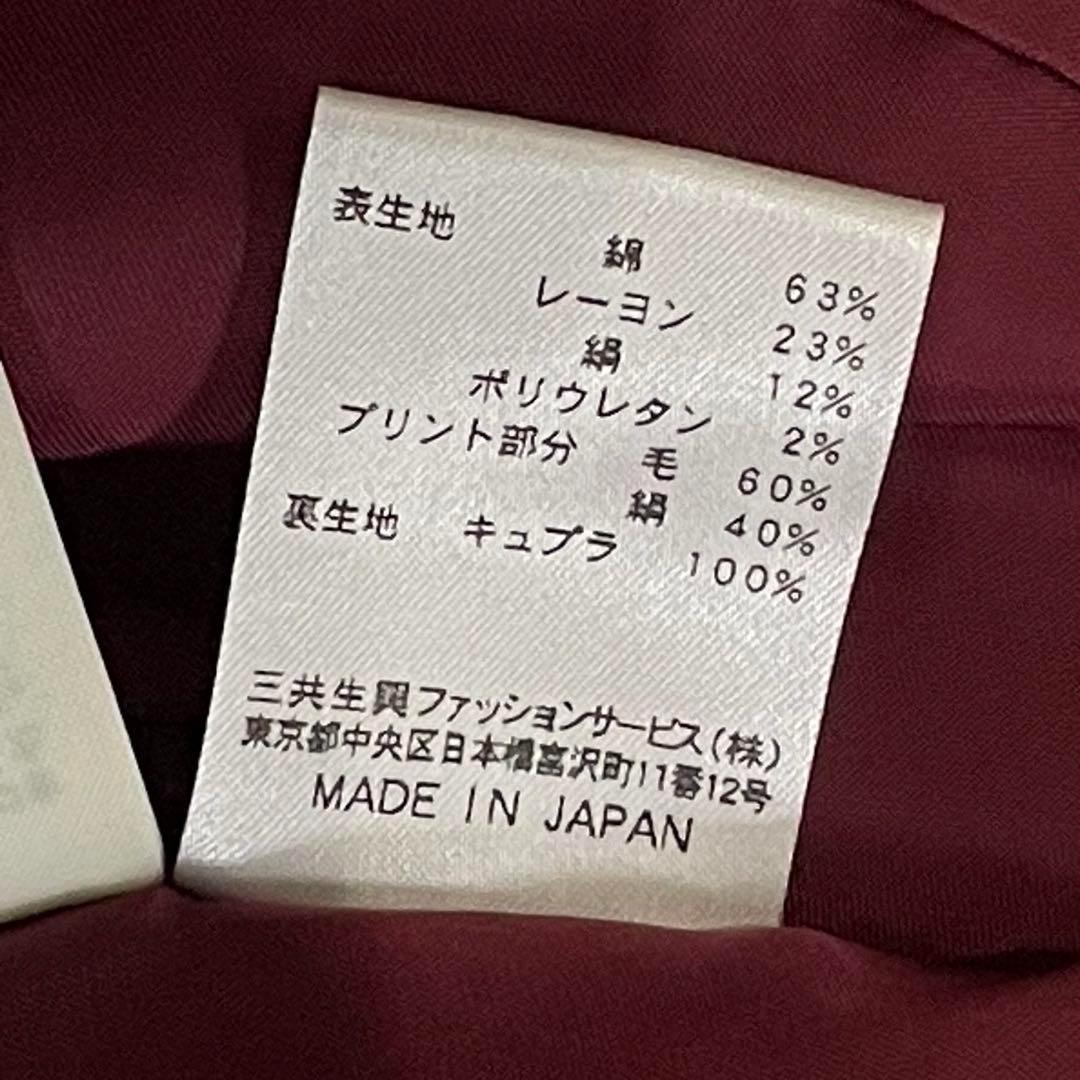 表生地 綿 63%
レーヨン 23%
絹 12%
ポリウレタン 2%
プリント部分 毛 60%
絹 40%
裏生地 キュプラ 100%
三共生興ファッションサービス(株)
東京都中央区日本橋富沢町11番12号
MADE IN JAPAN